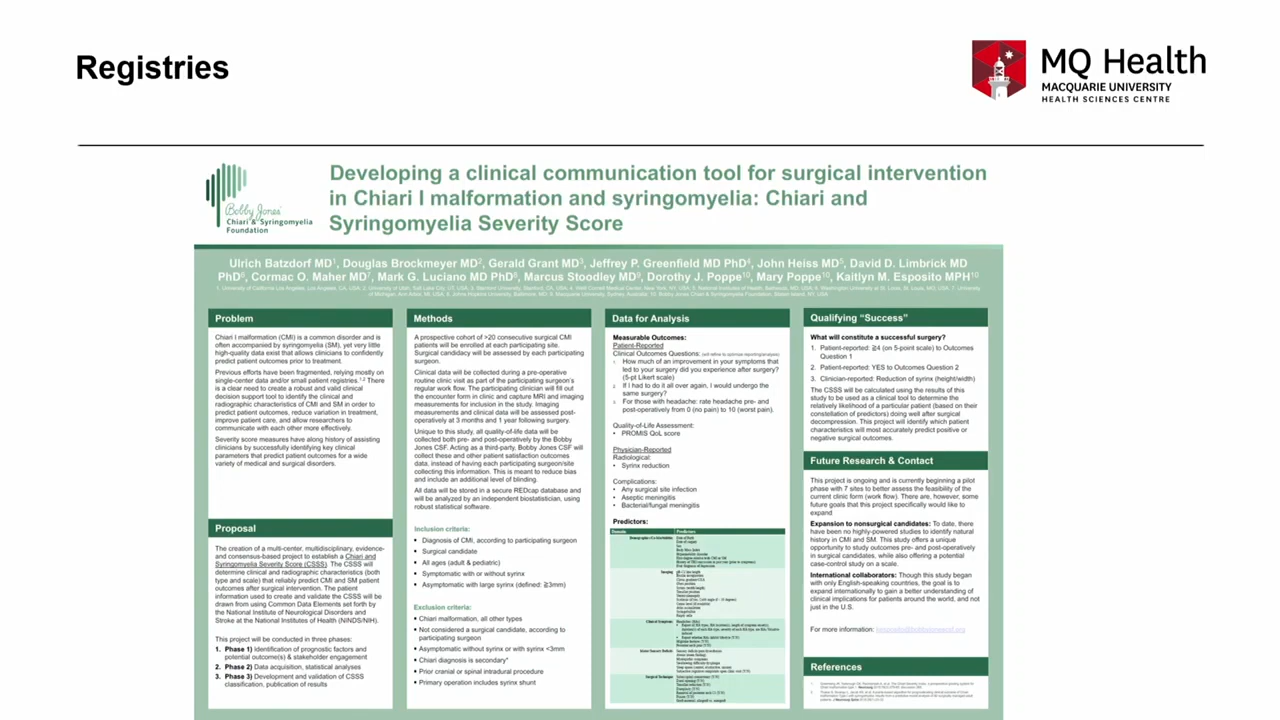 Registries
MQ Health
MACQUARIE UNIVERSITY
HEALTH SCIENCES CENTRE
Bobby Jones
Chiari & Syringomyelia
Foundation
Developing a clinical communication tool for surgical intervention
in Chiari I malformation and syringomyelia: Chiari and
Syringomyelia Severity Score
Ulrich Batzdorf MD1, Douglas Brockmeyer MD2, Gerald Grant MD3, Jeffrey P. Greenfield MD PhD4, John Heiss MD5, David D. Limbrick MD
PhD6, Cormac O. Maher MD7, Mark G. Luciano MD PhD8, Marcus Stoodley MD9, Dorothy J. Poppe10, Mary Poppe10, Kaitlyn M. Esposito MPH10
Problem
Chiari I malformation (CMI) is a common disorder and is
often accompanied by syringomyelia (SM), yet very little
high-quality data exist that allows clinicians to confidently
predict patient outcomes prior to treatment.
Previous efforts have been fragmented, relying mostly on
single-center data and/or small patient registries.1,2 There
is a clear need to create a robust and valid clinical
decision support tool to identify the clinical and
radiographic characteristics of CMI and SM in order to
predict patient outcomes, reduce variation in treatment,
improve patient care, and allow researchers to
communicate with each other more effectively.
Severity score measures have along history of assisting
clinicians by successfully identifying key clinical
parameters that predict patient outcomes for a wide
variety of medical and surgical disorders.
Proposal
The creation of a multi-center, multidisciplinary, evidence-
and consensus-based project to establish a Chiari and
Syringomyelia Severity Score (CSSS). The CSSS will
determine clinical and radiographic characteristics (both
type and scale) that reliably predict CMI and SM patient
outcomes after surgical intervention. The patient
information used to create and validate the CSSS will be
drawn from using Common Data Elements set forth by
the National Institute of Neurological Disorders and
Stroke at the National Institutes of Health (NINDS/NIH).
This project will be conducted in three phases:
1. Phase 1) Identification of prognostic factors and
potential outcome(s) & stakeholder engagement
2. Phase 2) Data acquisition, statistical analyses
3. Phase 3) Development and validation of CSSS
classification, publication of results
Methods
A prospective cohort of >20 consecutive surgical CMI
patients will be enrolled at each participating site.
Surgical candidacy will be assessed by each participating
surgeon.
Clinical data will be collected during a pre-operative
routine clinic visit as part of the participating surgeon's
regular work flow. The participating clinician will fill out
the encounter form in clinic and capture MRI and imaging
measurements for inclusion in the study. Imaging
measurements and clinical data will be assessed post-
operatively at 3 months and 1 year following surgery.
Unique to this study, all quality-of-life data will be
collected both pre- and post-operatively by the Bobby
Jones CSF. Acting as a third-party, Bobby Jones CSF will
collect these and other patient satisfaction outcomes
data, instead of having each participating surgeon/site
collecting this information. This is meant to reduce bias
and include an additional level of blinding.
All data will be stored in a secure REDcap database and
will be analyzed by an independent biostatistician, using
robust statistical software.
Inclusion criteria:
▪ Diagnosis of CMI, according to participating surgeon
▪ Surgical candidate
▪ All ages (adult & pediatric)
▪ Symptomatic with or without syrinx
▪ Asymptomatic with large syrinx (defined: ≧3mm)
Exclusion criteria:
▪ Chiari malformation, all other types
▪ Not considered a surgical candidate, according to
participating surgeon
▪ Asymptomatic without syrinx or with syrinx <3mm
▪ Chiari diagnosis is secondary*
▪ Prior cranial or spinal intradural procedure
▪ Primary operation includes syrinx shunt
Data for Analysis
Measurable Outcomes:
Patient-Reported
Clinical Outcomes Questions: (will refine to optimize reporting/analysis)
1. How much of an improvement in your symptoms that
led to your surgery did you experience after surgery?
(5-pt Likert scale)
2. If I had to do it all over again, I would undergo the
same surgery?
3. For those with headache: rate headache pre- and
post-operatively from 0 (no pain) to 10 (worst pain).
Quality-of-Life Assessment:
• PROMIS QoL score
Physician-Reported
Radiological:
• Syrinx reduction
Complications:
• Any surgical site infection
• Aseptic meningitis
• Bacterial/fungal meningitis
Predictors:
Qualifying “Success”
What will constitute a successful surgery?
1. Patient-reported: ≧4 (on 5-point scale) to Outcomes
Question 1
2. Patient-reported: YES to Outcomes Question 2
3. Clinician-reported: Reduction of syrinx (height/width)
The CSSS will be calculated using the results of this
study to be used as a clinical tool to determine the
relatively likelihood of a particular patient (based on their
constellation of predictors) doing well after surgical
decompression. This project will identify which patient
characteristics will most accurately predict positive or
negative surgical outcomes.
Future Research & Contact
This project is ongoing and is currently beginning a pilot
phase with 7 sites to better assess the feasibility of the
current clinic form (work flow). There are, however, some
future goals that this project specifically would like to
expand
Expansion to nonsurgical candidates: To date, there
have been no highly-powered studies to identify natural
history in CMI and SM. This study offers a unique
opportunity to study outcomes pre- and post-operatively
in surgical candidates, while also offering a potential
case-control study on a scale.
International collaborators: Though this study began
with only English-speaking countries, the goal is to
expand internationally to gain a better understanding of
clinical implications for patients around the world, and not
just in the U.S.
For more information:
References